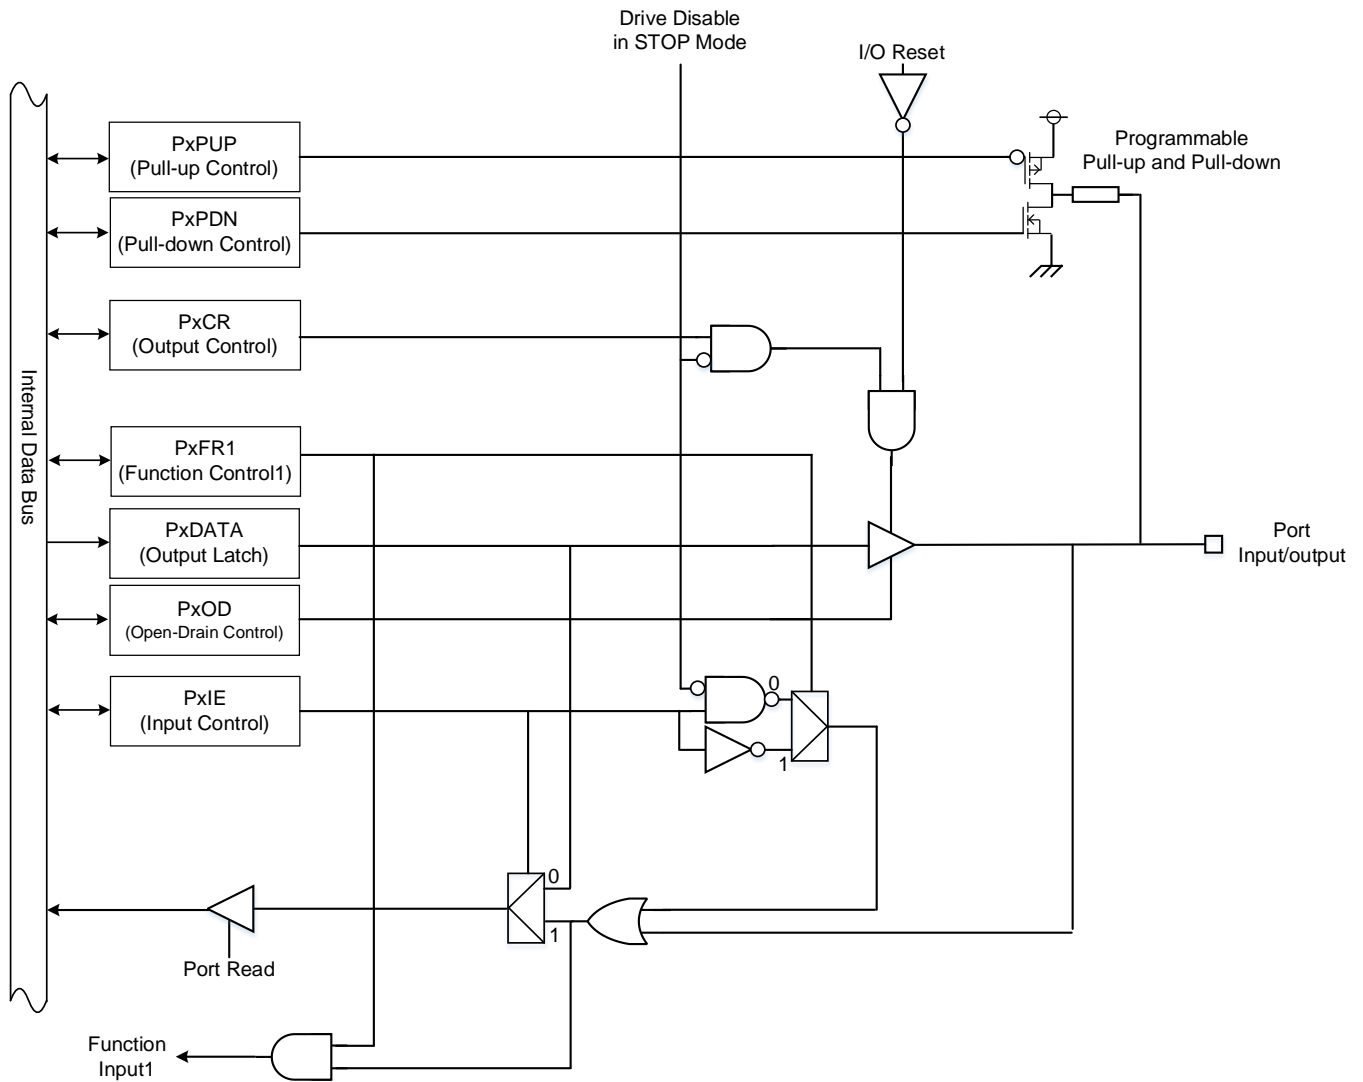 Drive Disable
in STOP Mode
I/O Reset
Programmable
Pull-up and Pull-down
PxPUP
(Pull-up Control)
PxPDN
(Pull-down Control)
PxCR
(Output Control)
Internal Data Bus
PxFR1
(Function Control1)
PxDATA
(Output Latch)
Port
Input/output
PxOD
(Open-Drain Control)
PxIE
(Input Control)
0
1
0
1
Port Read
Function
Input1